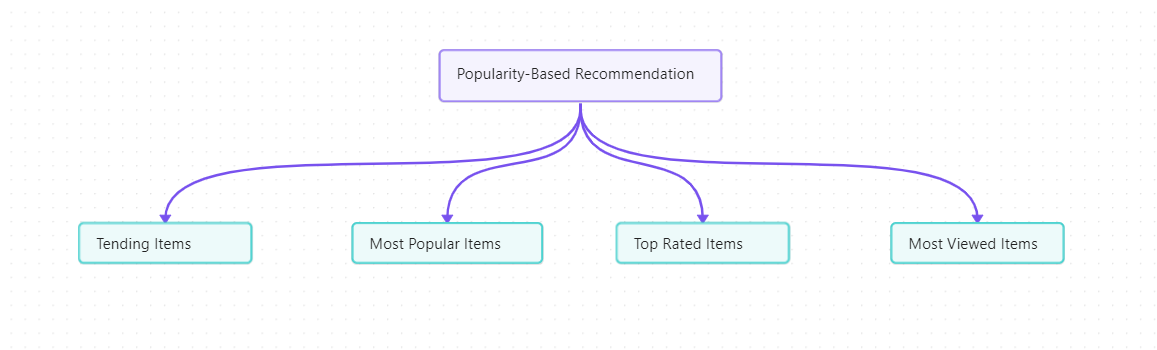 Popularity-Based Recommendation
Tending Items
Most Popular Items
Top Rated Items
Most Viewed Items